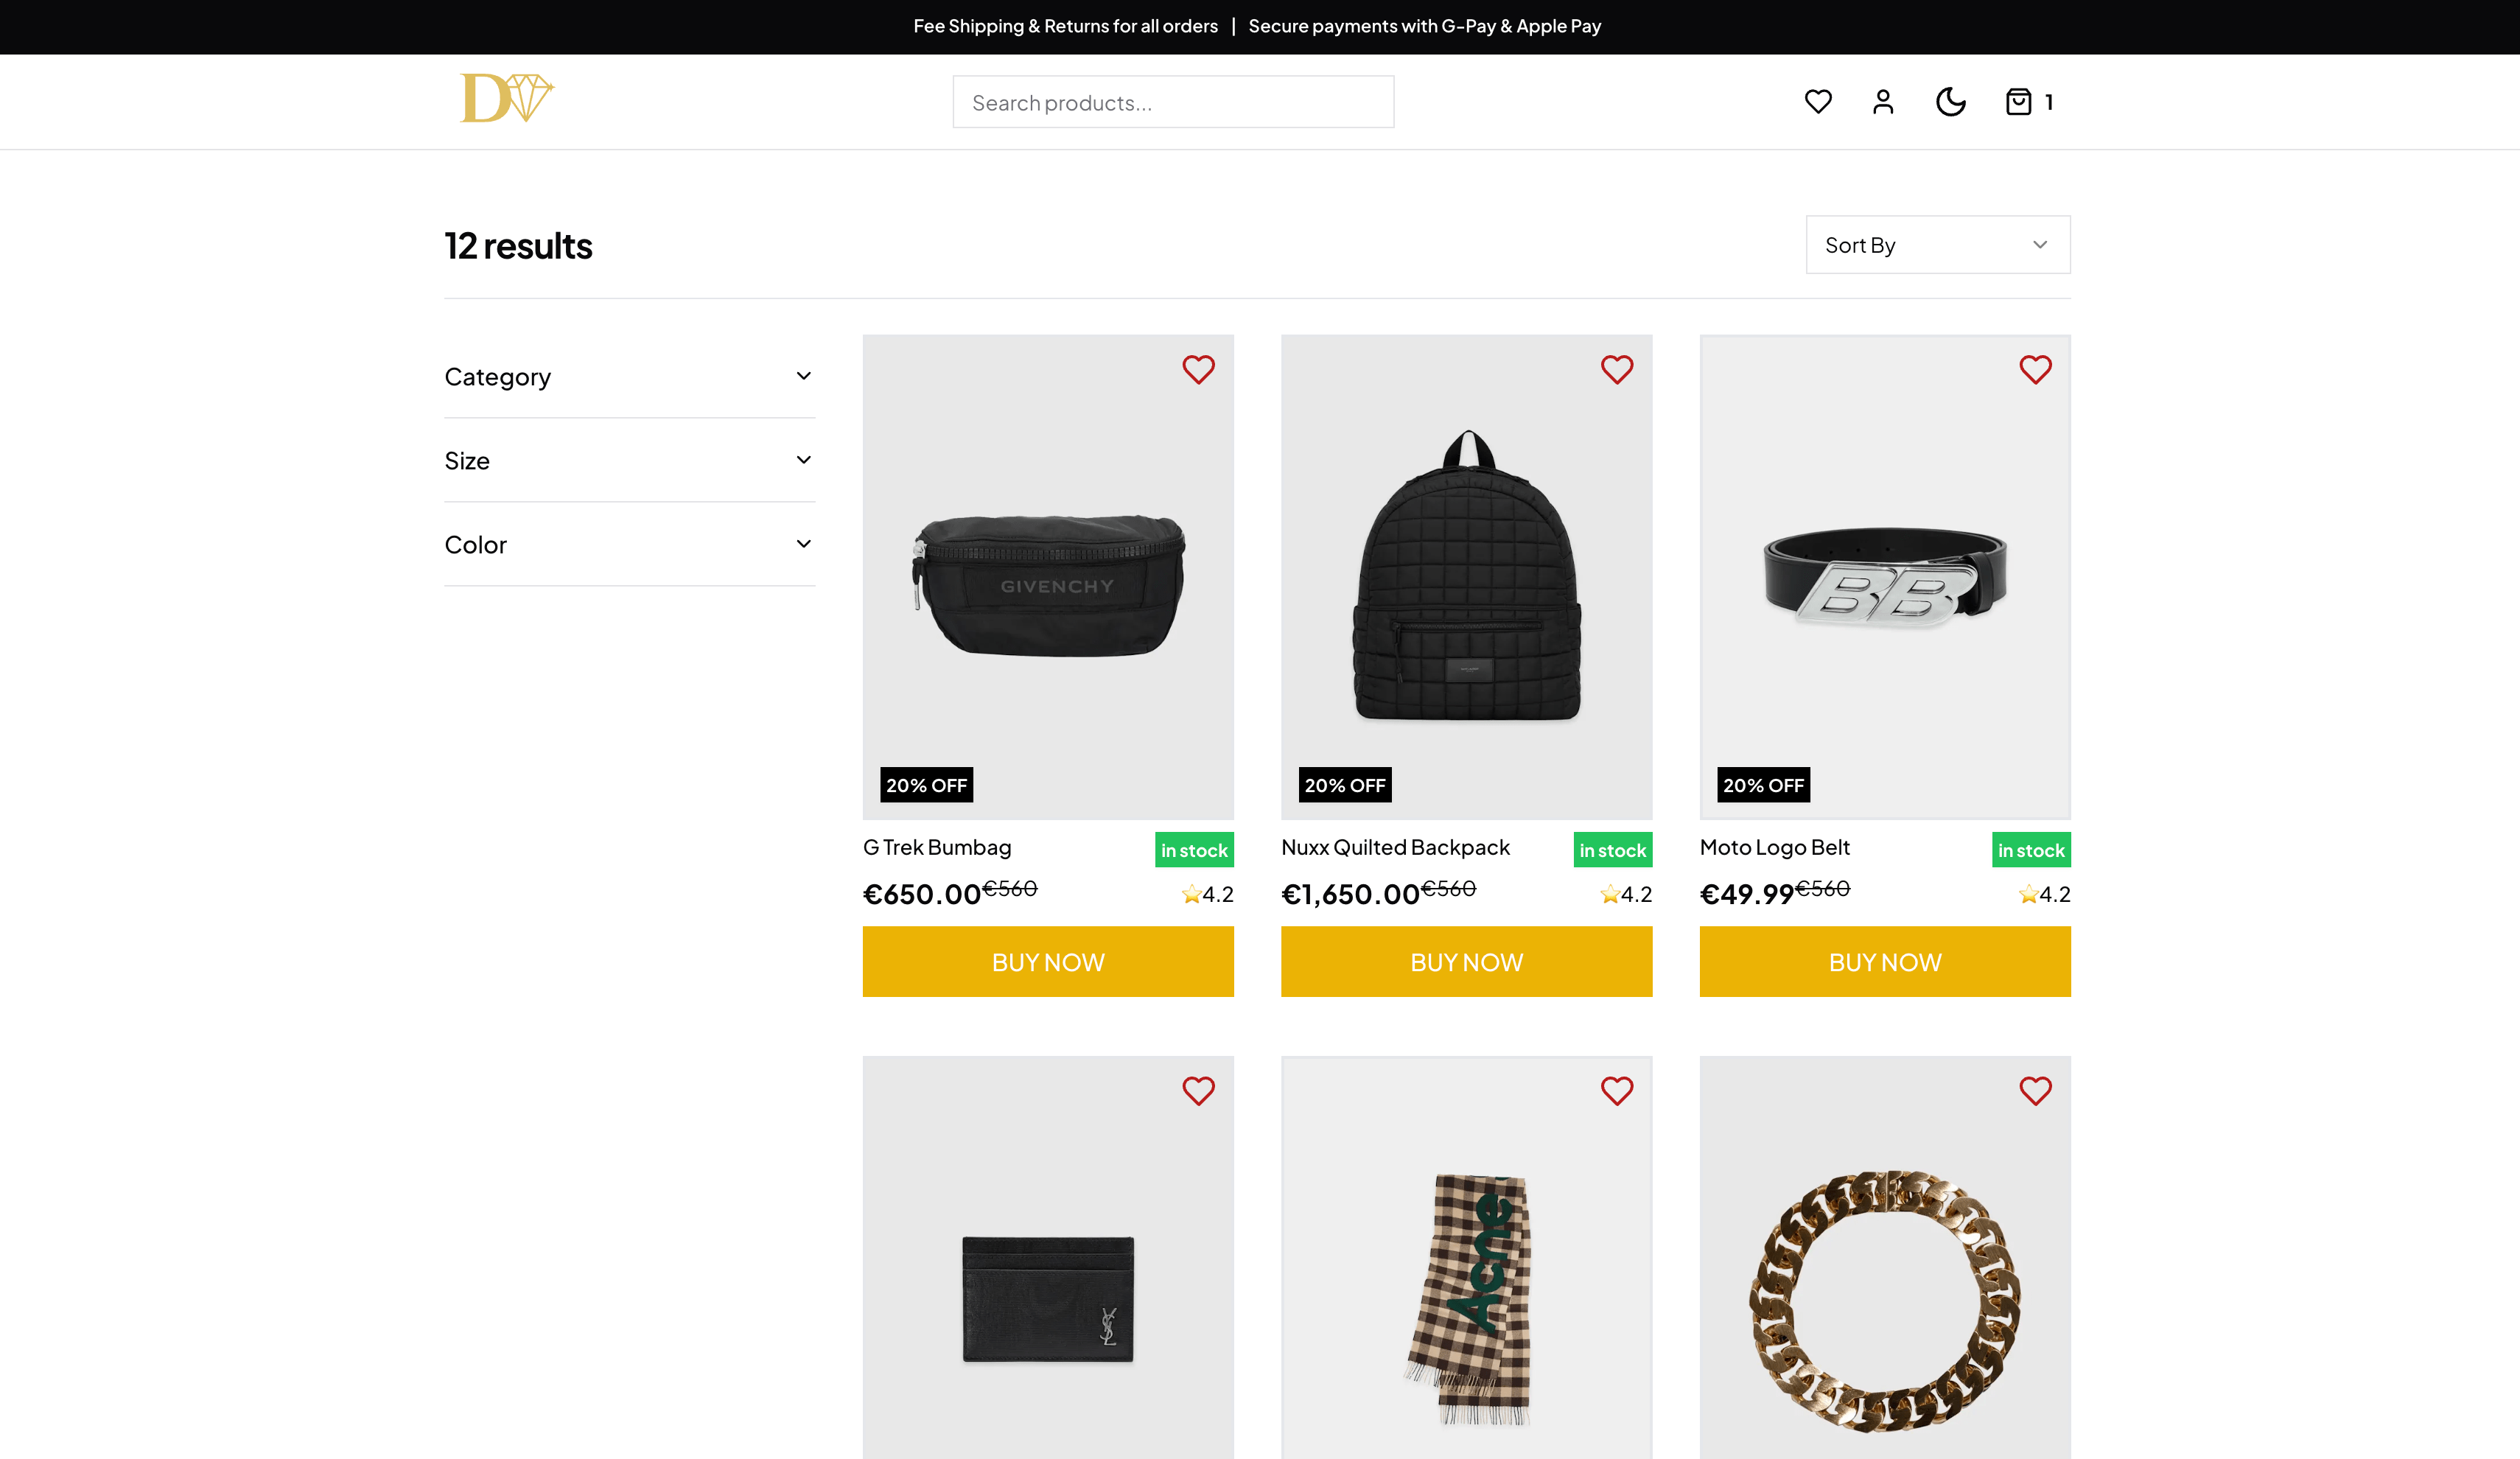 Fee Shipping & Returns for all orders | Secure payments with G-Pay & Apple Pay
D
Search products...
1
12 results
Sort By
Category
Size
Color
GIVENCHY
20% OFF
20% OFF
BB
20% OFF
G Trek Bumbag
in stock
€650.00€560
4.2
BUY NOW
Nuxx Quilted Backpack
in stock
€1,650.00€560
4.2
BUY NOW
Moto Logo Belt
in stock
€49.99€560
4.2
BUY NOW
YSL
Acne